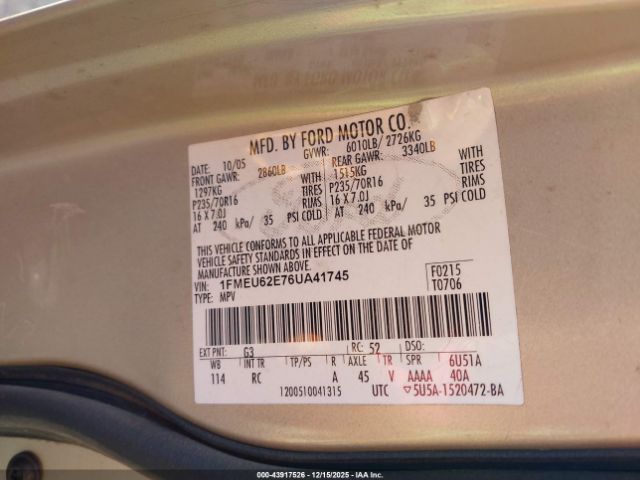 MFD. BY FORD MOTOR CO.
DATE: 10/05 GVWR: 6010LB/ 2726KG
FRONT GAWR: 2860LB REAR GAWR: 3340LB
1297KG WITH 1515KG WITH
P235/70R16 TIRES P235/70R16 TIRES
16 X 7.0J RIMS 16 X 7.0J RIMS
AT 240 kPa/ 35 PSI COLD AT 240 kPa/ 35 PSI COLD
THIS VEHICLE CONFORMS TO ALL APPLICABLE FEDERAL MOTOR
VEHICLE SAFETY STANDARDS IN EFFECT ON THE DATE OF
MANUFACTURE SHOWN ABOVE.
VIN: 1FMEU62E76UA41745 F0215
TYPE: MPV T0706
EXT PNT: G3 RC: 52 DSO:
WB INT TR TP/PS R AXLE TR SPR 6U51A
114 RC A 45 V AAAA 40A
1200510041315 UTC ▽5U5A-1520472-BA
000-43917526 - 12/15/2025 - IAA Inc.